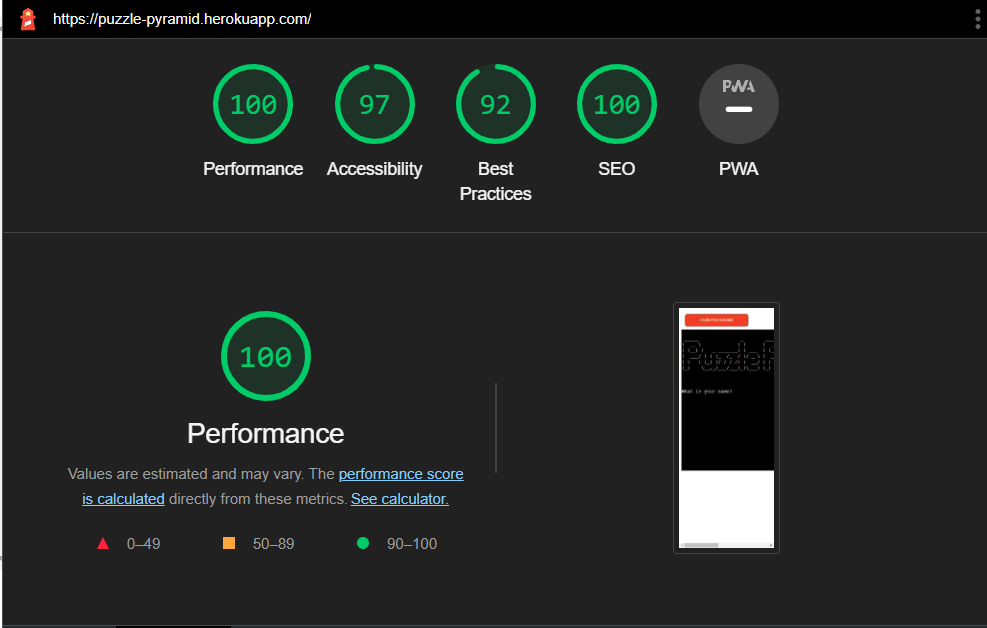 https://puzzle-pyramid.herokuapp.com/
100 97 92 100 PWA
Performance Accessibility Best Practices SEO PWA
100
Performance
Values are estimated and may vary. The performance score
is calculated directly from these metrics. See calculator.
0–49 50–89 90–100
PuzzleP
What is your name?